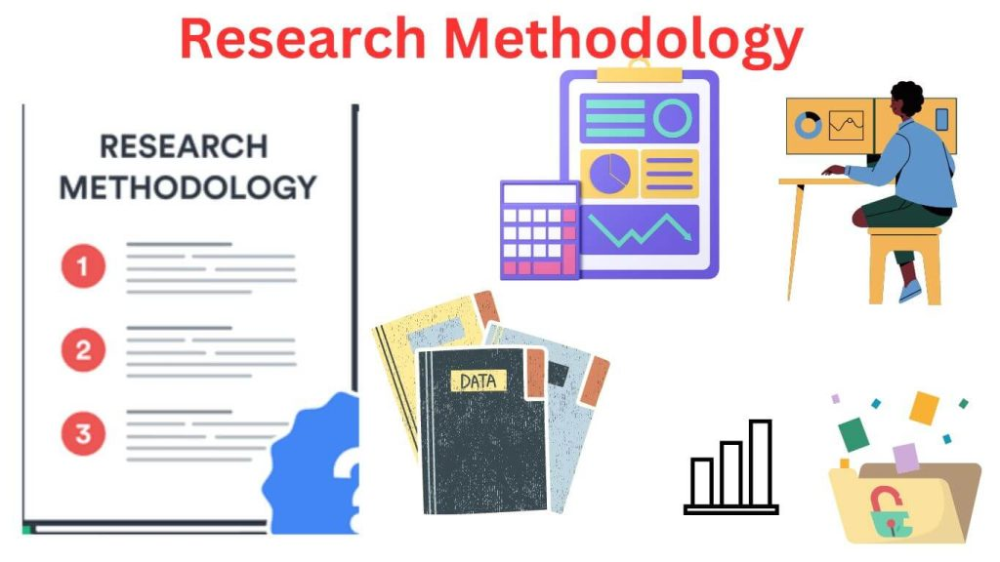 Research Methodology
RESEARCH
METHODOLOGY
1
2
3
?
DATA